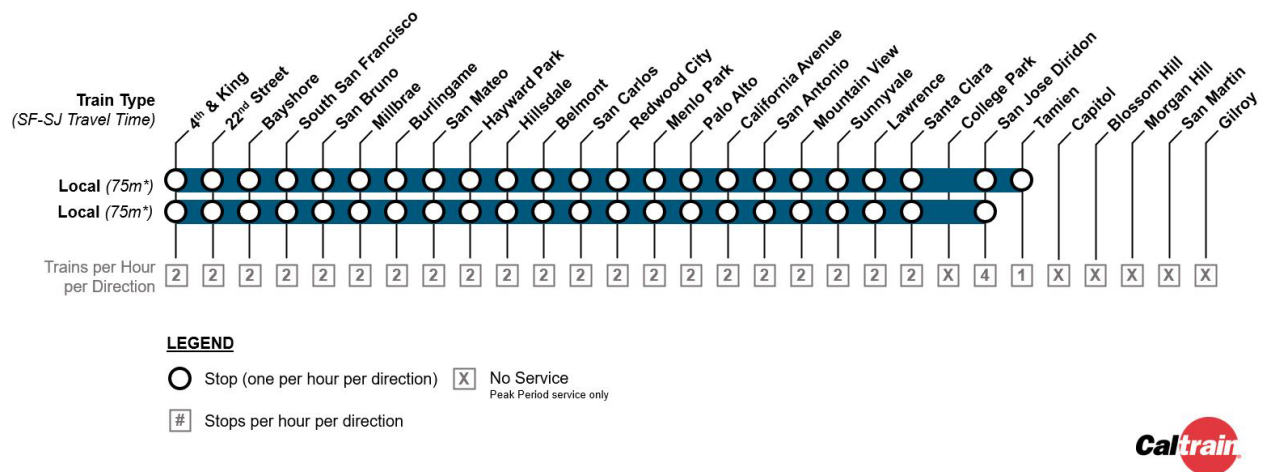 4th & King
22nd Street
Bayshore
South San Francisco
San Bruno
Millbrae
Burlingame
San Mateo
Hayward Park
Hillsdale
Belmont
San Carlos
Redwood City
Menlo Park
Palo Alto
California Avenue
San Antonio
Mountain View
Sunnyvale
Lawrence
Santa Clara
College Park
San Jose Diridon
Tamien
Capitol
Blossom Hill
Morgan Hill
San Martin
Gilroy
Train Type
(SF-SJ Travel Time)
Local (75m*)
Local (75m*)
Trains per Hour
per Direction
2 2 2 2 2 2 2 2 2 2 2 2 2 2 2 2 2 2 2 2 2 X 4 1 X X X X X
LEGEND
Stop (one per hour per direction)
X No Service
Peak Period service only
# Stops per hour per direction
Caltrain